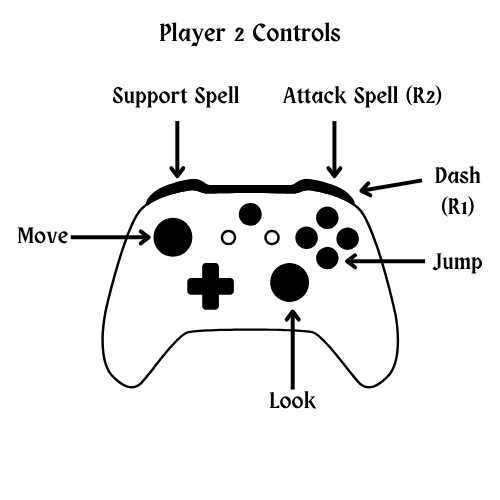 Player 2 Controls
Support Spell
Attack Spell (R2)
Dash
(R1)
Move
Jump
Look